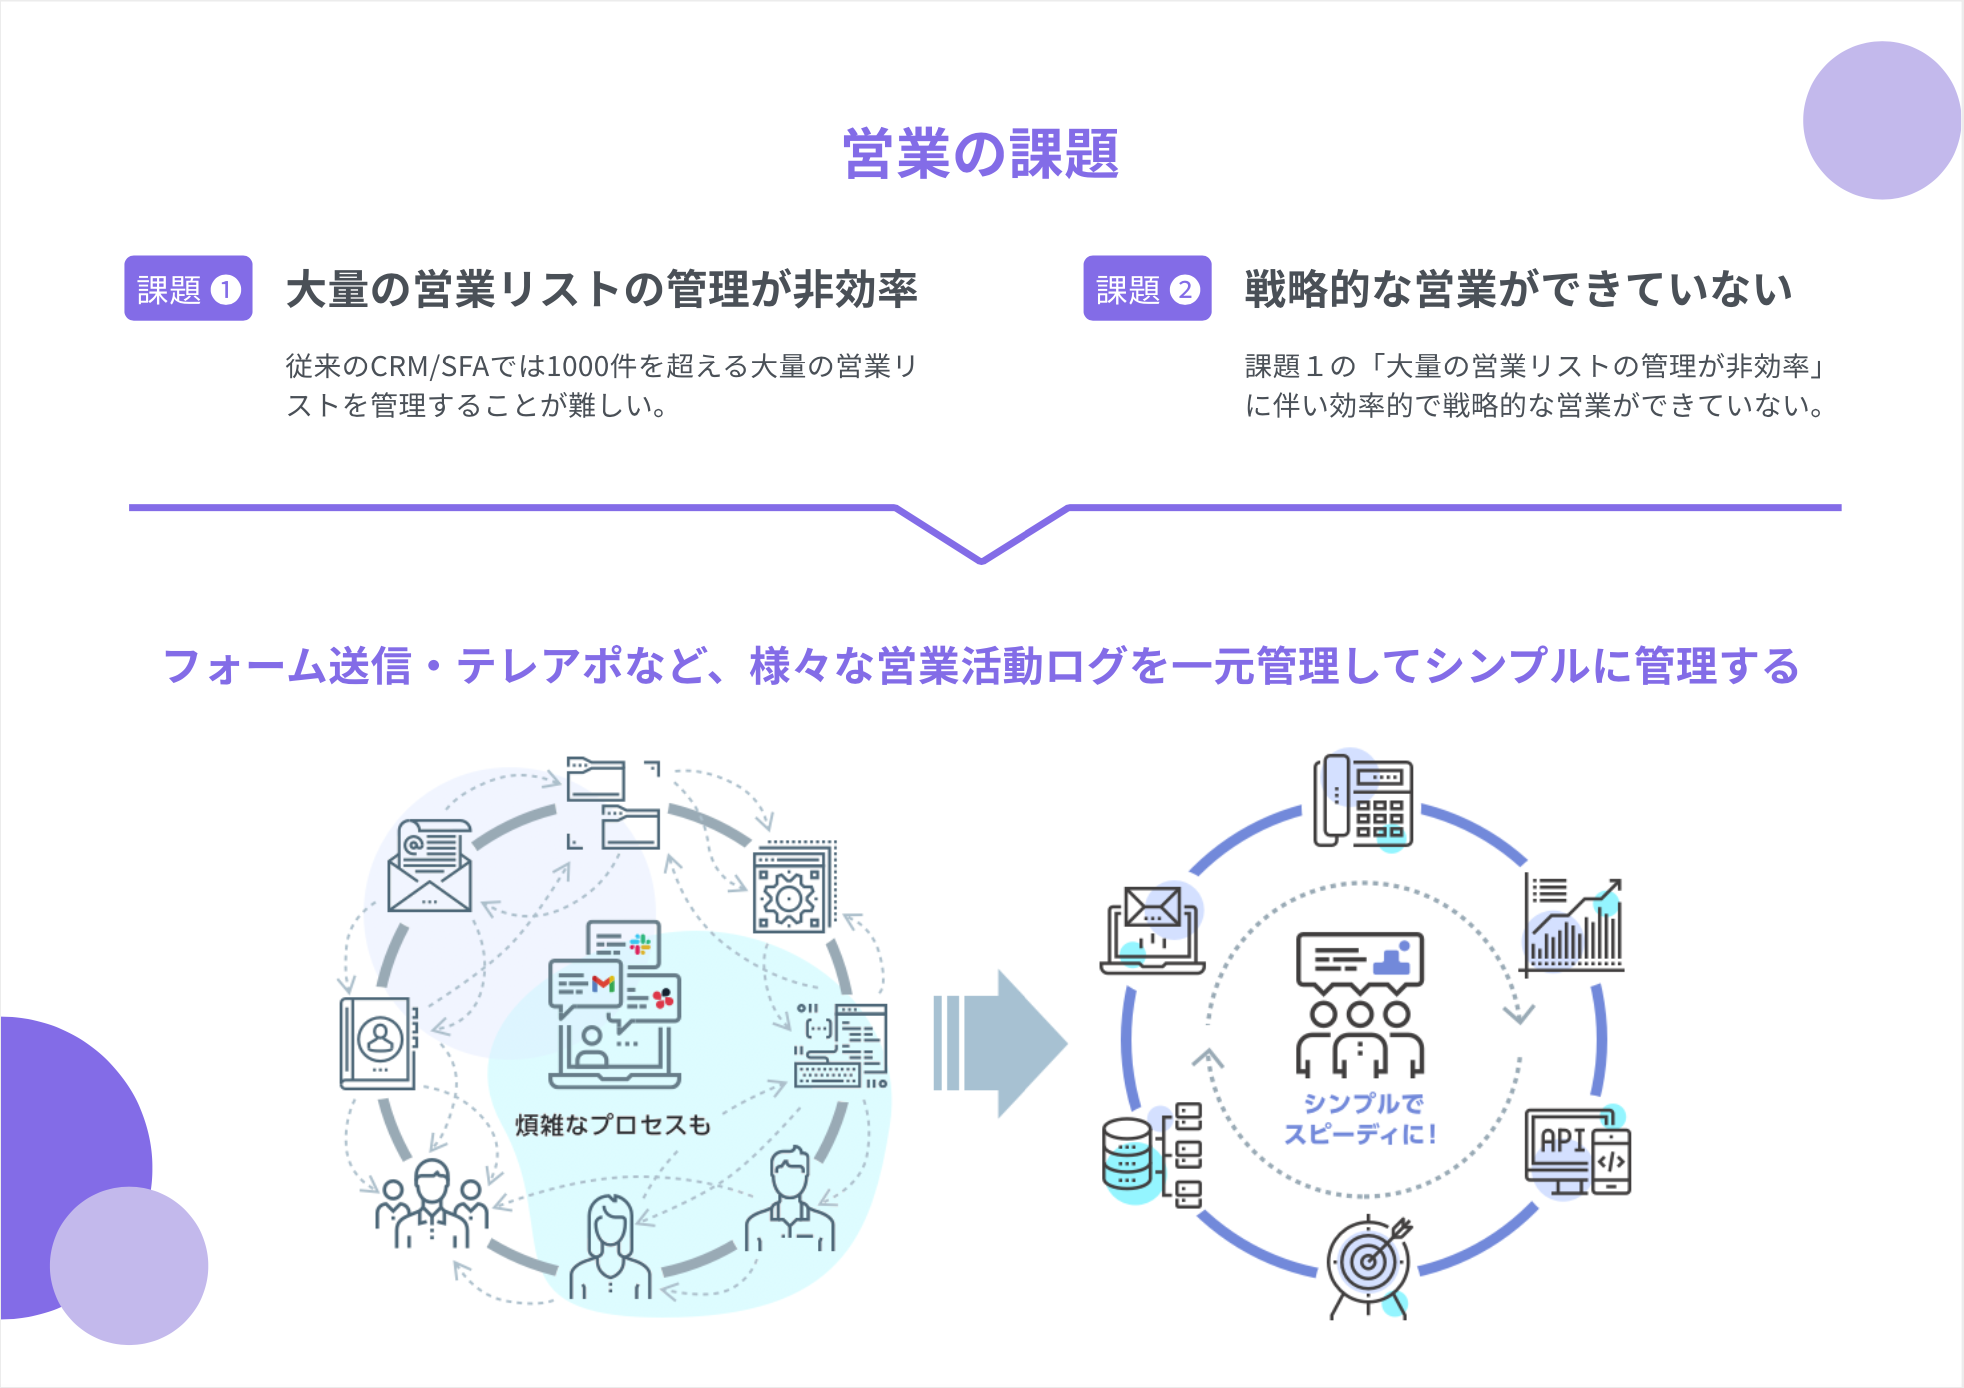 営業の課題
課題 1
大量の営業リストの管理が非効率
従来のCRM/SFAでは1000件を超える大量の営業リ
ストを管理することが難しい。
課題 2
戦略的な営業ができていない
課題１の「大量の営業リストの管理が非効率」
に伴い効率的で戦略的な営業ができていない。
フォーム送信・テレアポなど、様々な営業活動ログを一元管理してシンプルに管理する
@
煩雑なプロセスも
シンプルで
スピーディに！
API
</>